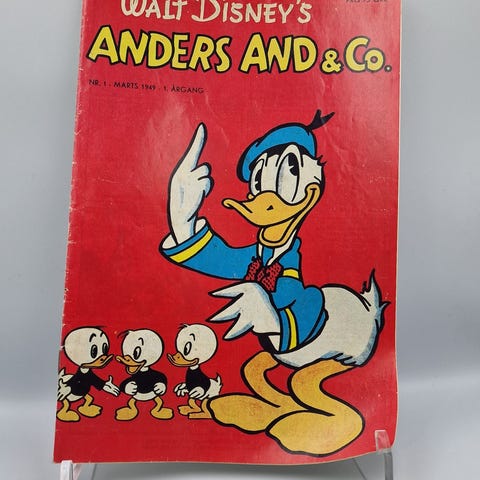 WALT DISNEY'S
ANDERS AND & Co.
NR. 1 · MARTS 1949 · 1. ÅRGANG